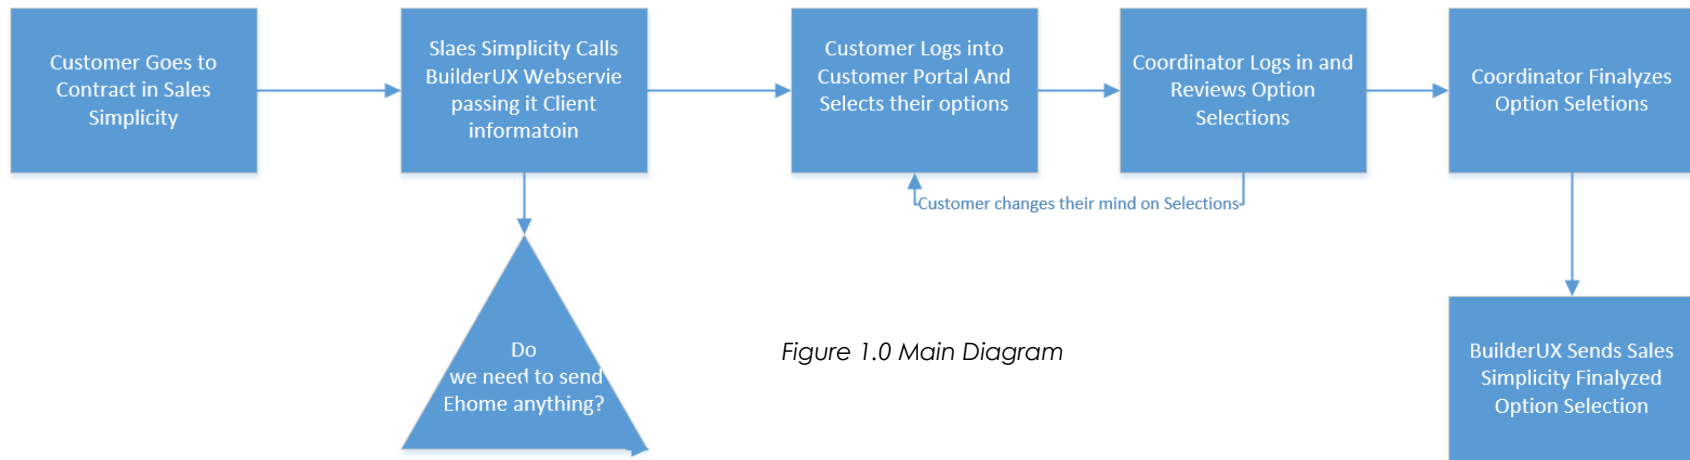 Customer Goes to
Contract in Sales
Simplicity
Slaes Simplicity Calls
BuilderUX Webservie
passing it Client
informatoin
Customer Logs into
Customer Portal And
Selects their options
Coordinator Logs in and
Reviews Option
Selections
Coordinator Finalyzes
Option Seletions
Customer changes their mind on Selections
Do
we need to send
Ehome anything?
Figure 1.0 Main Diagram
BuilderUX Sends Sales
Simplicity Finalyzed
Option Selection